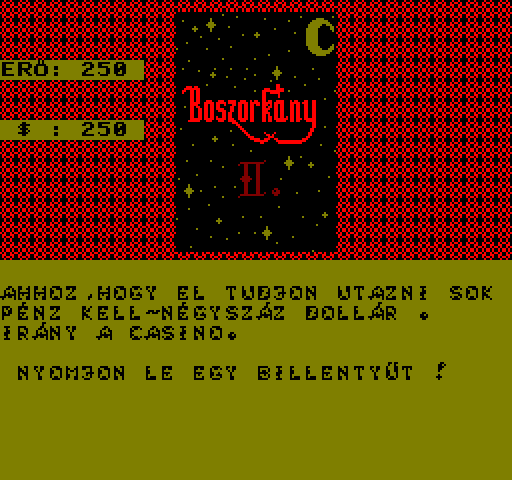 ERŐ: 250
$ : 250
Boszorkány
II.
AHHOZ,HOGY EL TUDJON UTAZNI SOK
PÉNZ KELL~NÉGYSZÁZ DOLLÁR .
IRÁNY A CASINO.
NYOMJON LE EGY BILLENTYŰT !